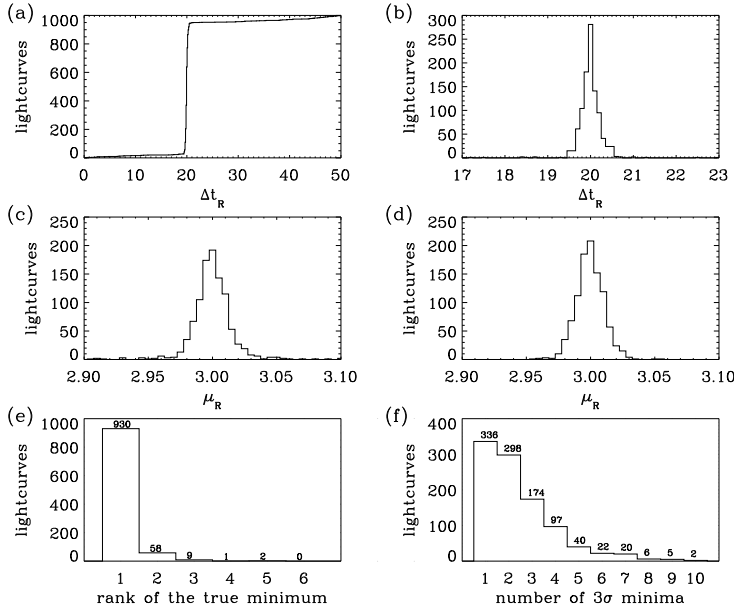 (a)
1000
800
600
400
200
0
lightcurves
0 10 20 30 40 50
Δt_R
(b)
300
250
200
150
100
50
0
lightcurves
17 18 19 20 21 22 23
Δt_R
(c)
250
200
150
100
50
0
lightcurves
2.90 2.95 3.00 3.05 3.10
μ_R
(d)
250
200
150
100
50
0
lightcurves
2.90 2.95 3.00 3.05 3.10
μ_R
(e)
1000
800
600
400
200
0
lightcurves
930
58
9
1
2
0
1 2 3 4 5 6
rank of the true minimum
(f)
400
300
200
100
0
lightcurves
336
298
174
97
40
22
20
6
5
2
1 2 3 4 5 6 7 8 9 10
number of 3σ minima